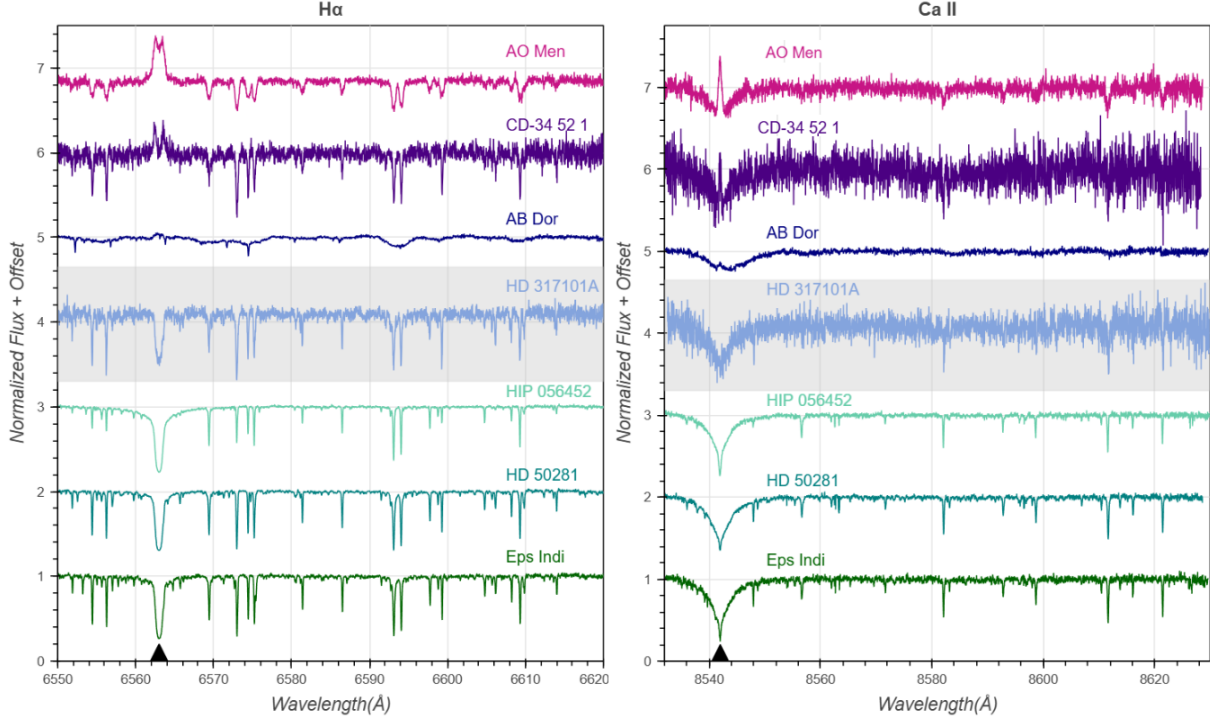 Hα
Normalized Flux + Offset
7
6
5
4
3
2
1
0
AO Men
CD-34 52 1
AB Dor
HD 317101A
HIP 056452
HD 50281
Eps Indi
6550
6560
6570
6580
6590
6600
6610
6620
Wavelength(Å)
Ca II
Normalized Flux + Offset
7
6
5
4
3
2
1
0
AO Men
CD-34 52 1
AB Dor
HD 317101A
HIP 056452
HD 50281
Eps Indi
8540
8560
8580
8600
8620
Wavelength(Å)